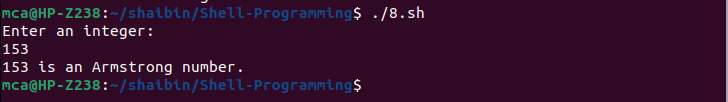 mca@HP-Z238:~/shaibin/Shell-Programming$ ./8.sh
Enter an integer:
153
153 is an Armstrong number.
mca@HP-Z238:~/shaibin/Shell-Programming$